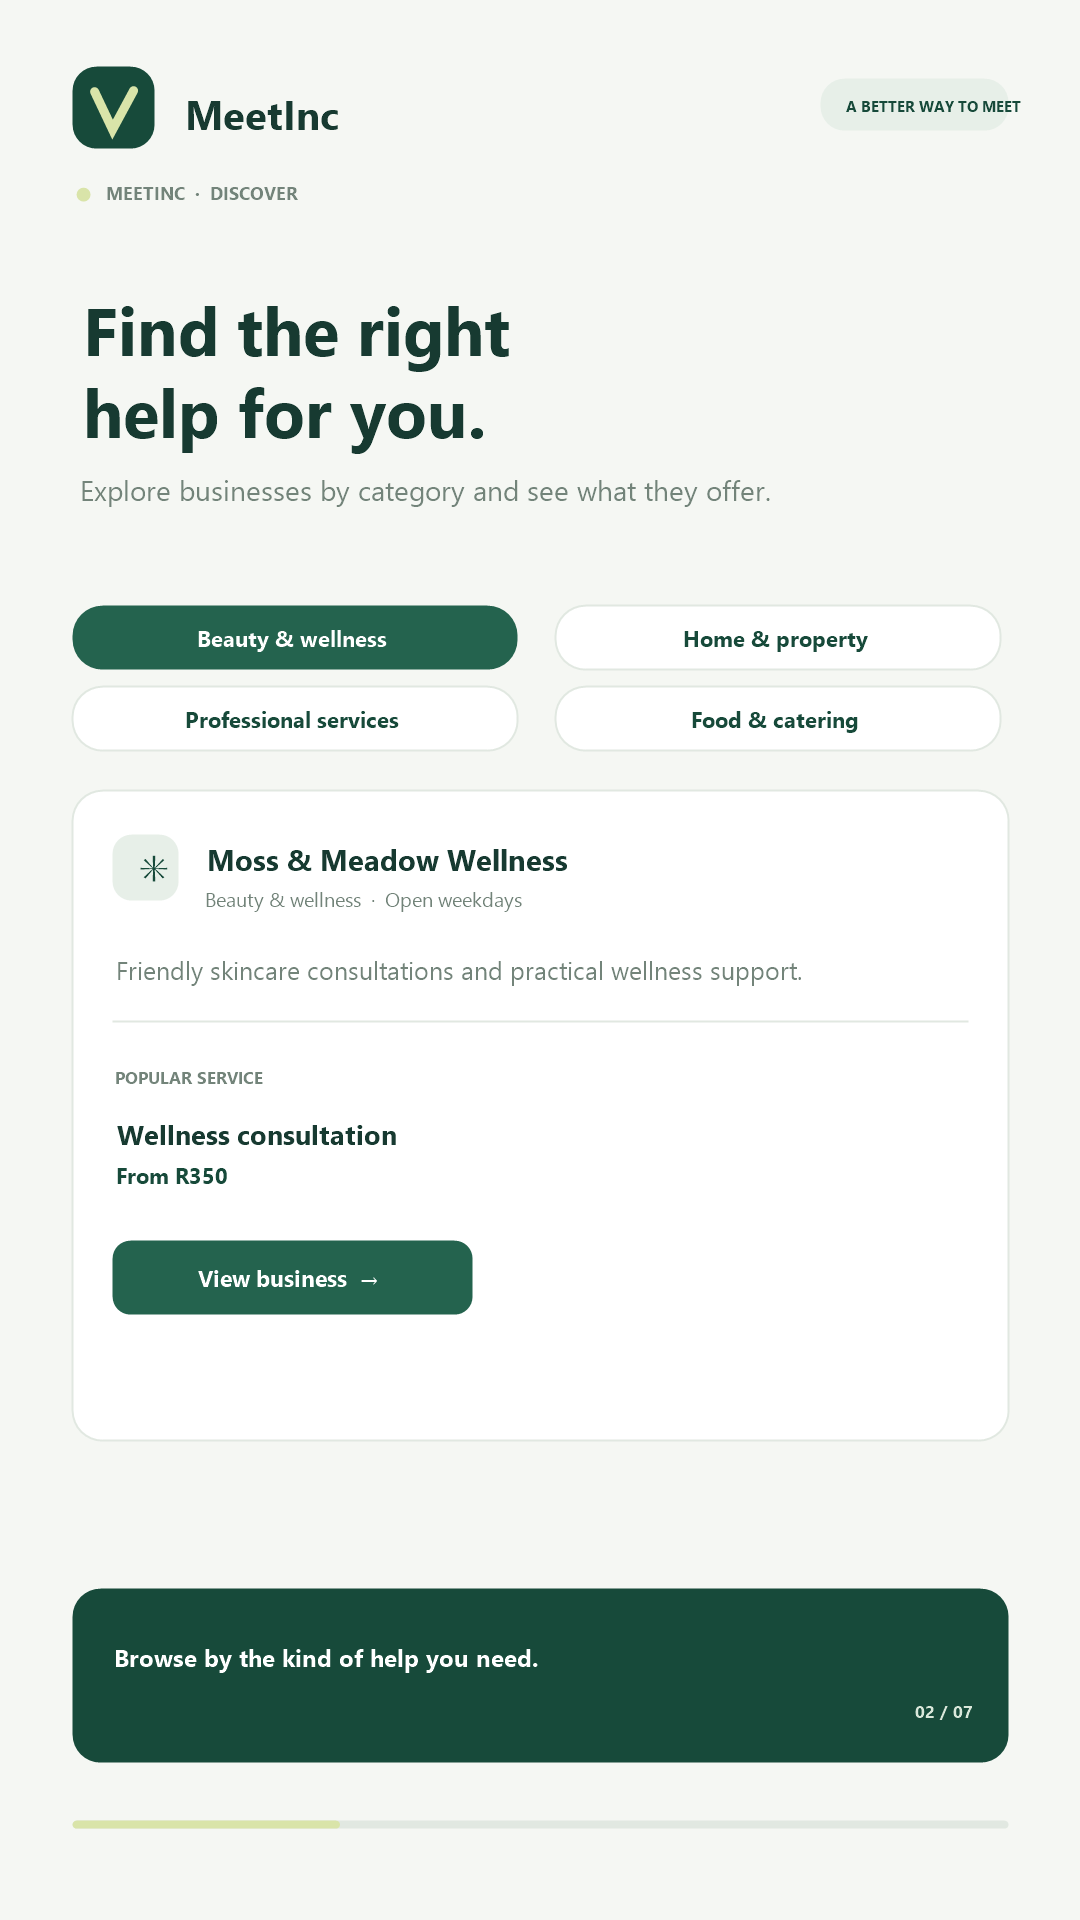 MeetInc
A BETTER WAY TO MEET
MEETINC · DISCOVER
Find the right
help for you.
Explore businesses by category and see what they offer.
Beauty & wellness
Home & property
Professional services
Food & catering
Moss & Meadow Wellness
Beauty & wellness · Open weekdays
Friendly skincare consultations and practical wellness support.
POPULAR SERVICE
Wellness consultation
From R350
View business →
Browse by the kind of help you need.
02 / 07